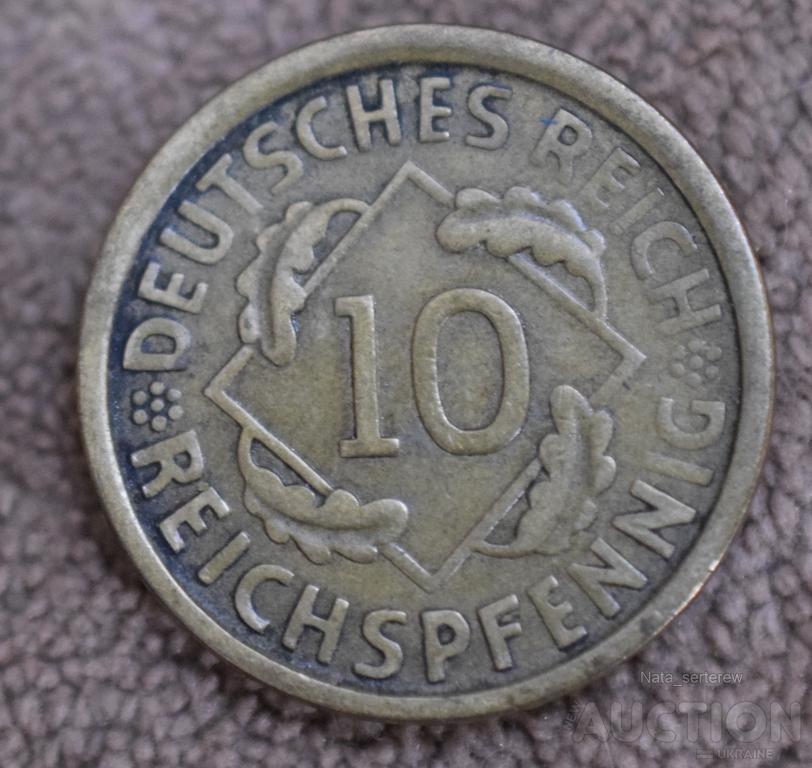 DEUTSCHES REICH
10
REICHSPFENNIG
Nata_serterew
AUCTION
UKRAINE